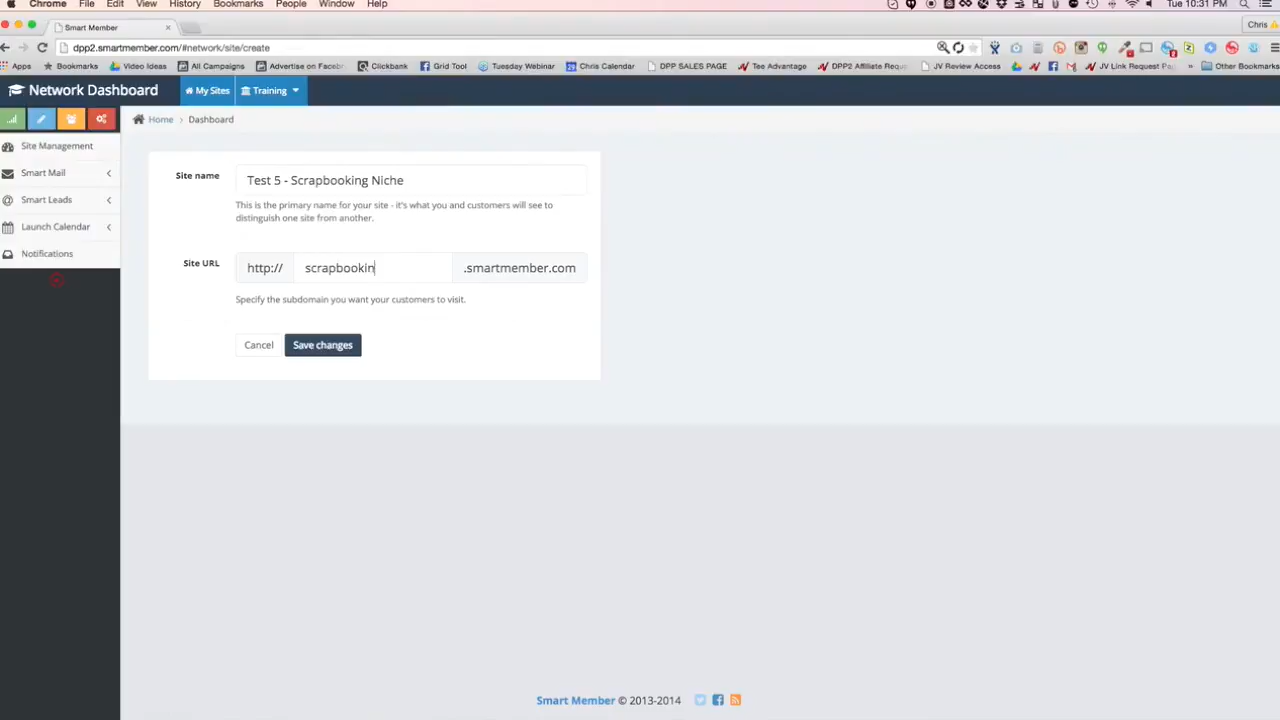 Chrome File Edit View History Bookmarks People Window Help Tue 10:31 PM
Smart Member Chris
dpp2.smartmember.com/#network/site/create
Apps Bookmarks Video Ideas All Campaigns Advertise on Faceb Clickbank Grid Tool Tuesday Webinar Chris Calendar DPP SALES PAGE Tee Advantage DPP2 Affiliate Requ JV Review Access JV Link Request Pa... » Other Bookmarks
Network Dashboard My Sites Training
Home > Dashboard
Site Management
Smart Mail
Smart Leads
Launch Calendar
Notifications
Site name Test 5 - Scrapbooking Niche
This is the primary name for your site - it's what you and customers will see to
distinguish one site from another.
Site URL http:// scrapbookin .smartmember.com
Specify the subdomain you want your customers to visit.
Cancel Save changes
Smart Member © 2013-2014